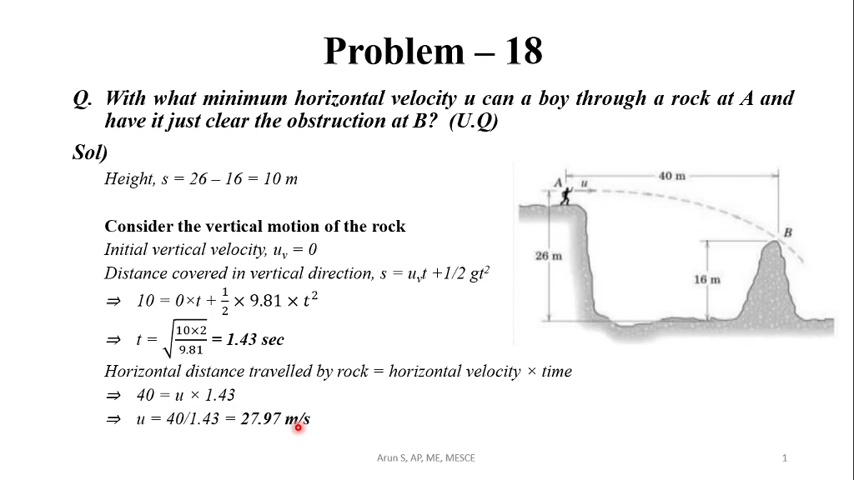 Problem – 18
Q. With what minimum horizontal velocity u can a boy through a rock at A and
have it just clear the obstruction at B? (U.Q)
Sol)
Height, s = 26 – 16 = 10 m
Consider the vertical motion of the rock
Initial vertical velocity, uᵥ = 0
Distance covered in vertical direction, s = uᵥt +1/2 gt²
⇒ 10 = 0×t + 1/2 × 9.81 × t²
⇒ t = √(10×2/9.81) = 1.43 sec
Horizontal distance travelled by rock = horizontal velocity × time
⇒ 40 = u × 1.43
⇒ u = 40/1.43 = 27.97 m/s
A
u
40 m
B
26 m
16 m
Arun S, AP, ME, MESCE
1